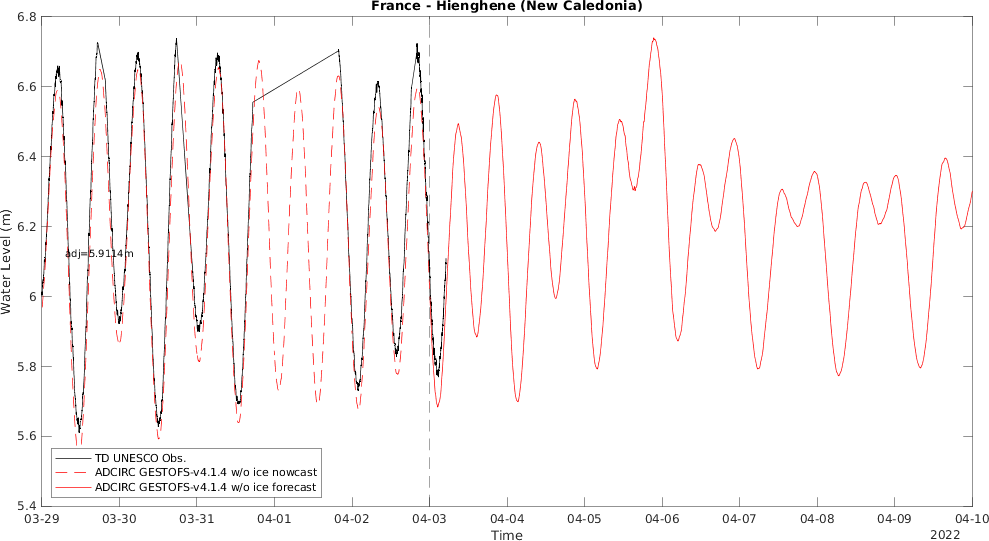 France - Hienghene (New Caledonia)
6.8
6.6
6.4
6.2
6
5.8
5.6
5.4
Water Level (m)
adj=5.9114m
TD UNESCO Obs.
ADCIRC GESTOFS-v4.1.4 w/o ice nowcast
ADCIRC GESTOFS-v4.1.4 w/o ice forecast
03-29 03-30 03-31 04-01 04-02 04-03 04-04 04-05 04-06 04-07 04-08 04-09 04-10
Time
2022